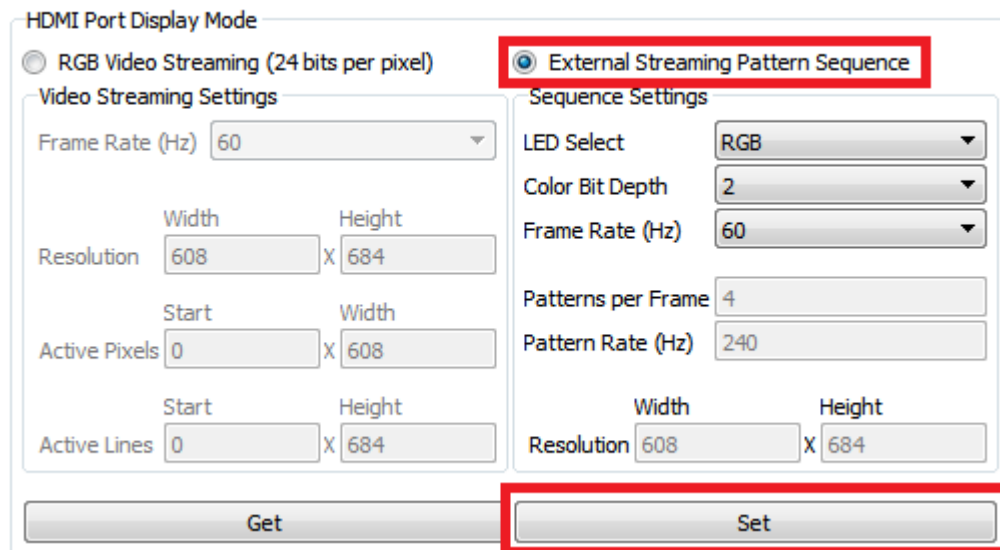 HDMI Port Display Mode
RGB Video Streaming (24 bits per pixel)
External Streaming Pattern Sequence
Video Streaming Settings
Frame Rate (Hz) 60
Width Height
Resolution 608 X 684
Start Width
Active Pixels 0 X 608
Start Height
Active Lines 0 X 684
Sequence Settings
LED Select RGB
Color Bit Depth 2
Frame Rate (Hz) 60
Patterns per Frame 4
Pattern Rate (Hz) 240
Width Height
Resolution 608 X 684
Get
Set